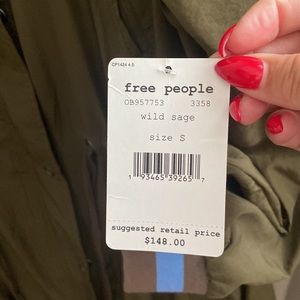 CP1424 4.5
free people
OB957753 3358
wild sage
size S
1 93465 39265 7
suggested retail price
$148.00